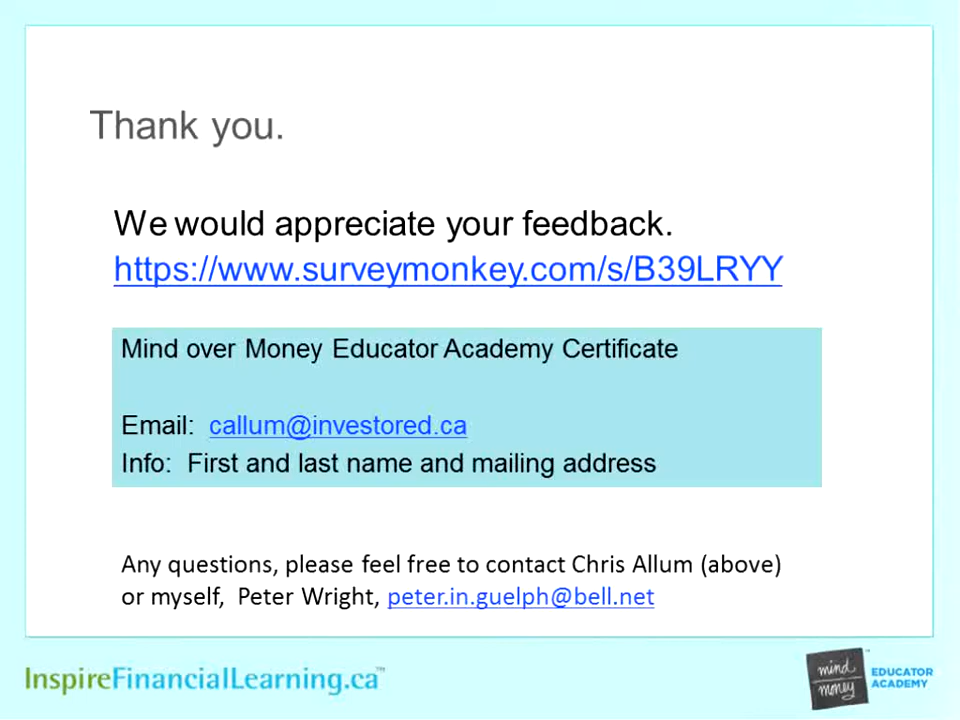 Thank you.
We would appreciate your feedback.
https://www.surveymonkey.com/s/B39LRYY
Mind over Money Educator Academy Certificate
Email: callum@investored.ca
Info: First and last name and mailing address
Any questions, please feel free to contact Chris Allum (above)
or myself, Peter Wright, peter.in.guelph@bell.net
InspireFinancialLearning.ca™
mind
money
EDUCATOR
ACADEMY